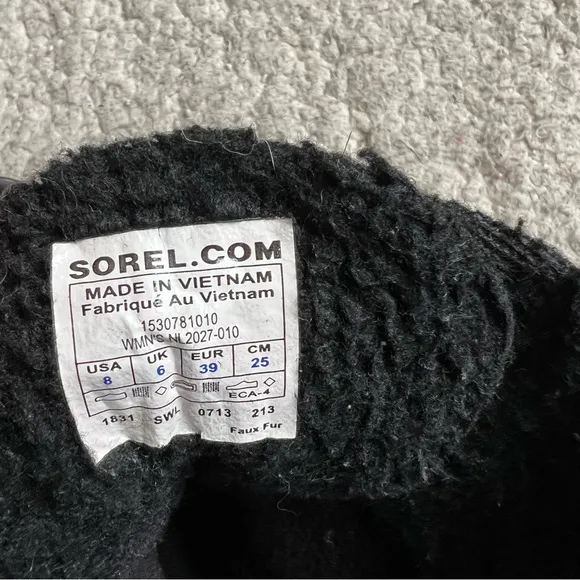 SOREL.COM
MADE IN VIETNAM
Fabriqué Au Vietnam
1530781010
WMN'S NL2027-010
USA UK EUR CM
8 6 39 25
ECA-4
1831 SWL 0713 213
Faux Fur